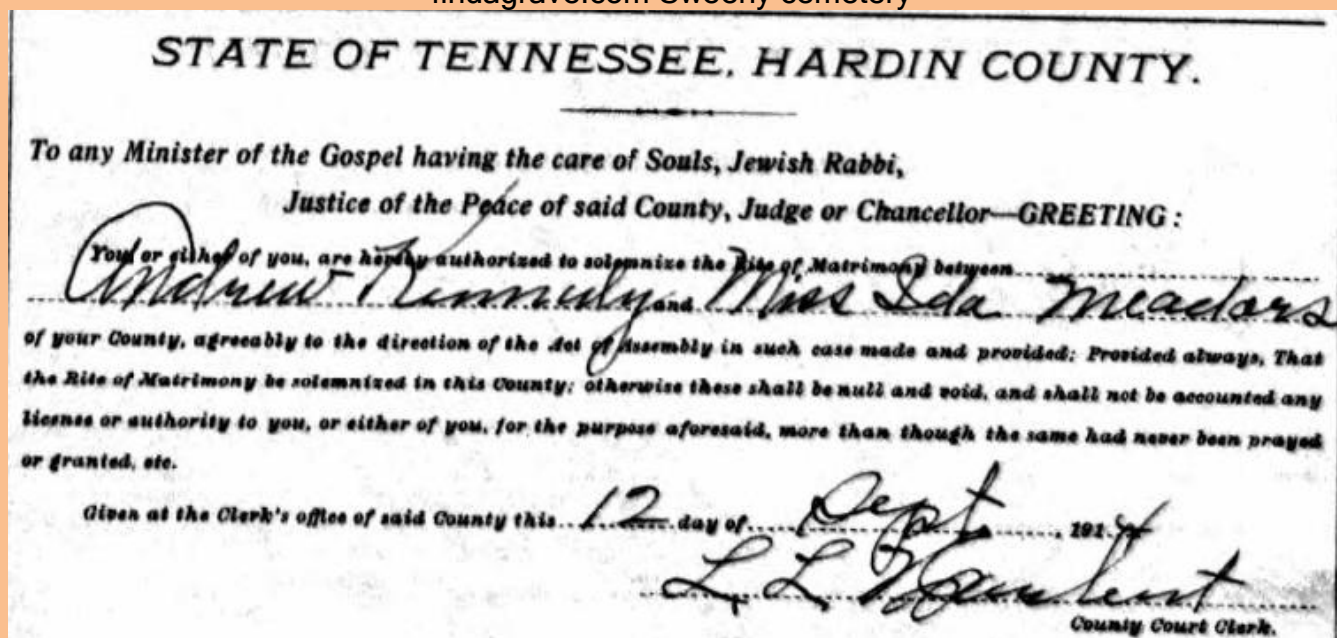 findagrave.com Sweeny cemetery
STATE OF TENNESSEE, HARDIN COUNTY.
To any Minister of the Gospel having the care of Souls, Jewish Rabbi,
Justice of the Peace of said County, Judge or Chancellor—GREETING:
You or either of you, are hereby authorized to solemnize the Rite of Matrimony between
Andrew Kennedy and Miss Ida Meadors
of your County, agreeably to the direction of the Act of Assembly in such case made and provided; Provided always, That
the Rite of Matrimony be solemnized in this County; otherwise these shall be null and void, and shall not be accounted any
license or authority to you, or either of you, for the purpose aforesaid, more than though the same had never been prayed
or granted, etc.
Given at the Clerk's office of said County this 12 day of Sept, 1914
L. L.
County Court Clerk.